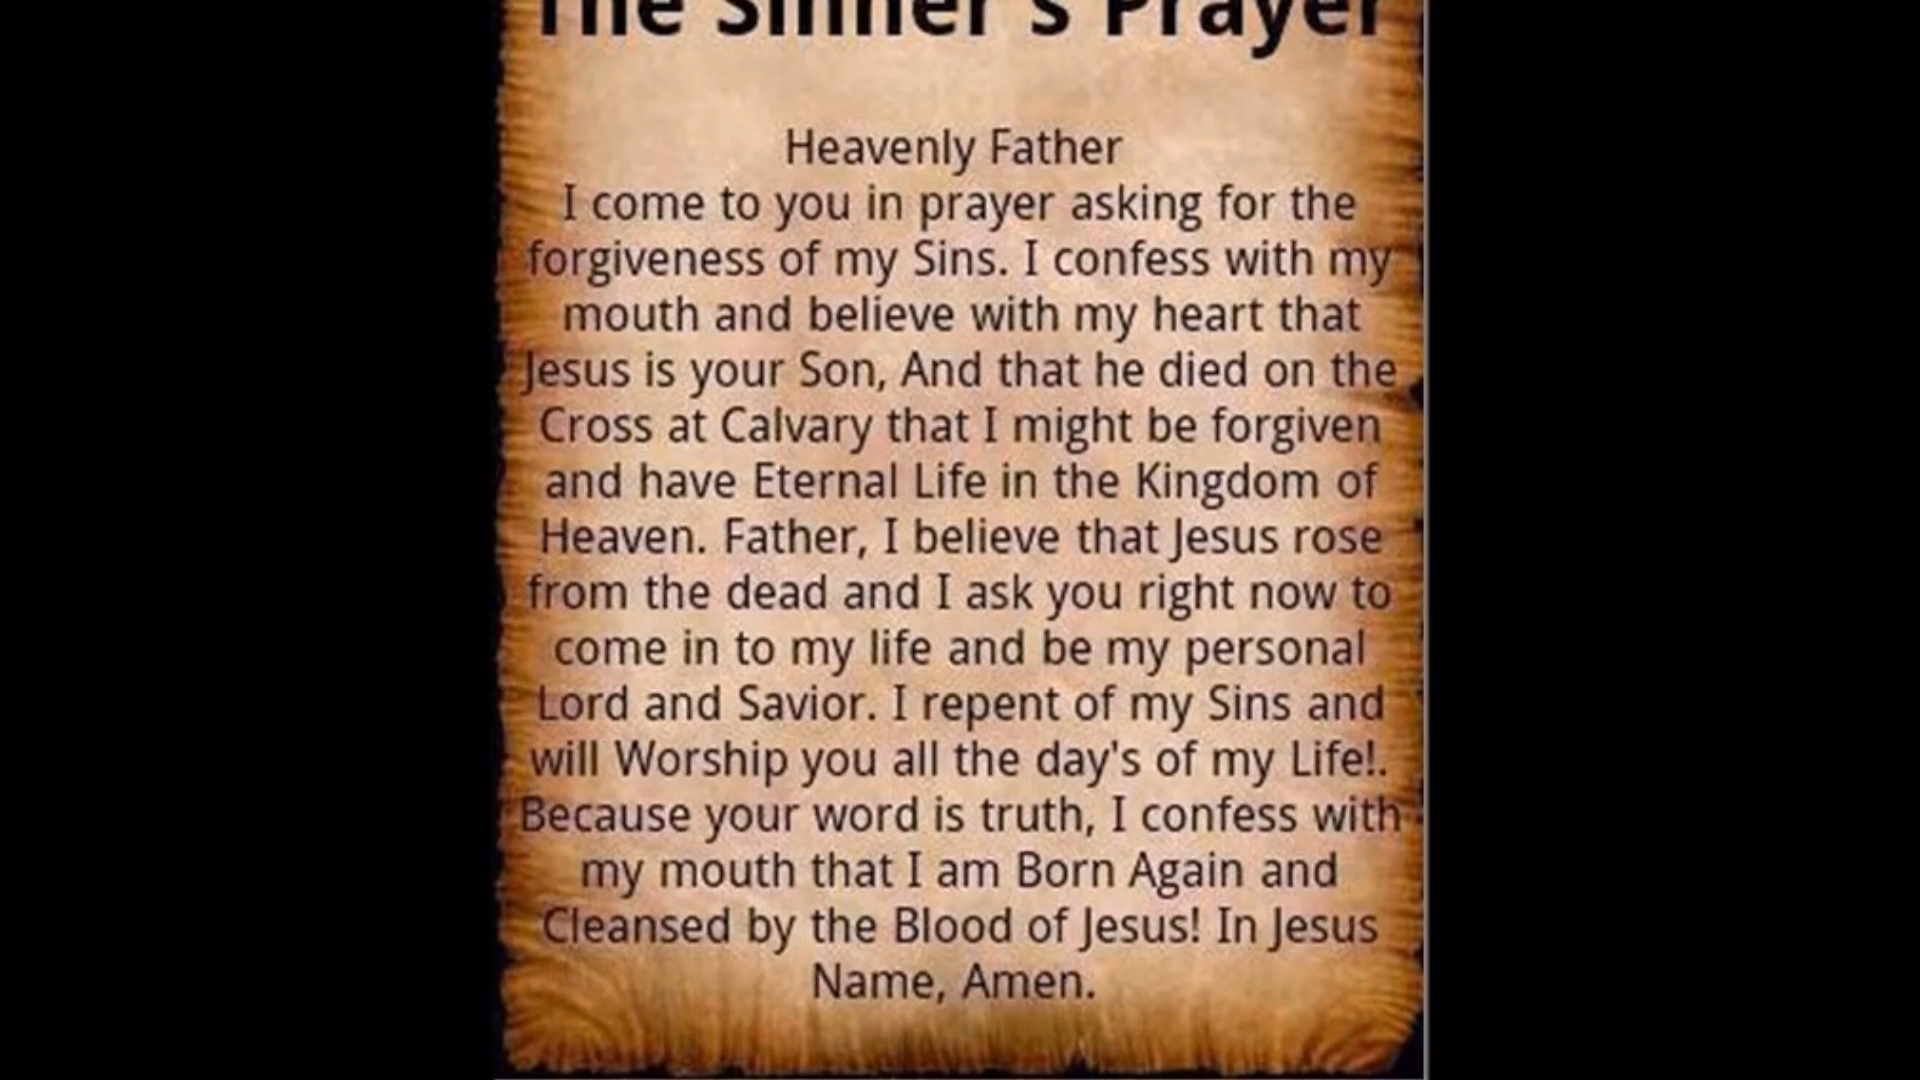 The Sinner's Prayer
Heavenly Father
I come to you in prayer asking for the
forgiveness of my Sins. I confess with my
mouth and believe with my heart that
Jesus is your Son, And that he died on the
Cross at Calvary that I might be forgiven
and have Eternal Life in the Kingdom of
Heaven. Father, I believe that Jesus rose
from the dead and I ask you right now to
come in to my life and be my personal
Lord and Savior. I repent of my Sins and
will Worship you all the day's of my Life!.
Because your word is truth, I confess with
my mouth that I am Born Again and
Cleansed by the Blood of Jesus! In Jesus
Name, Amen.